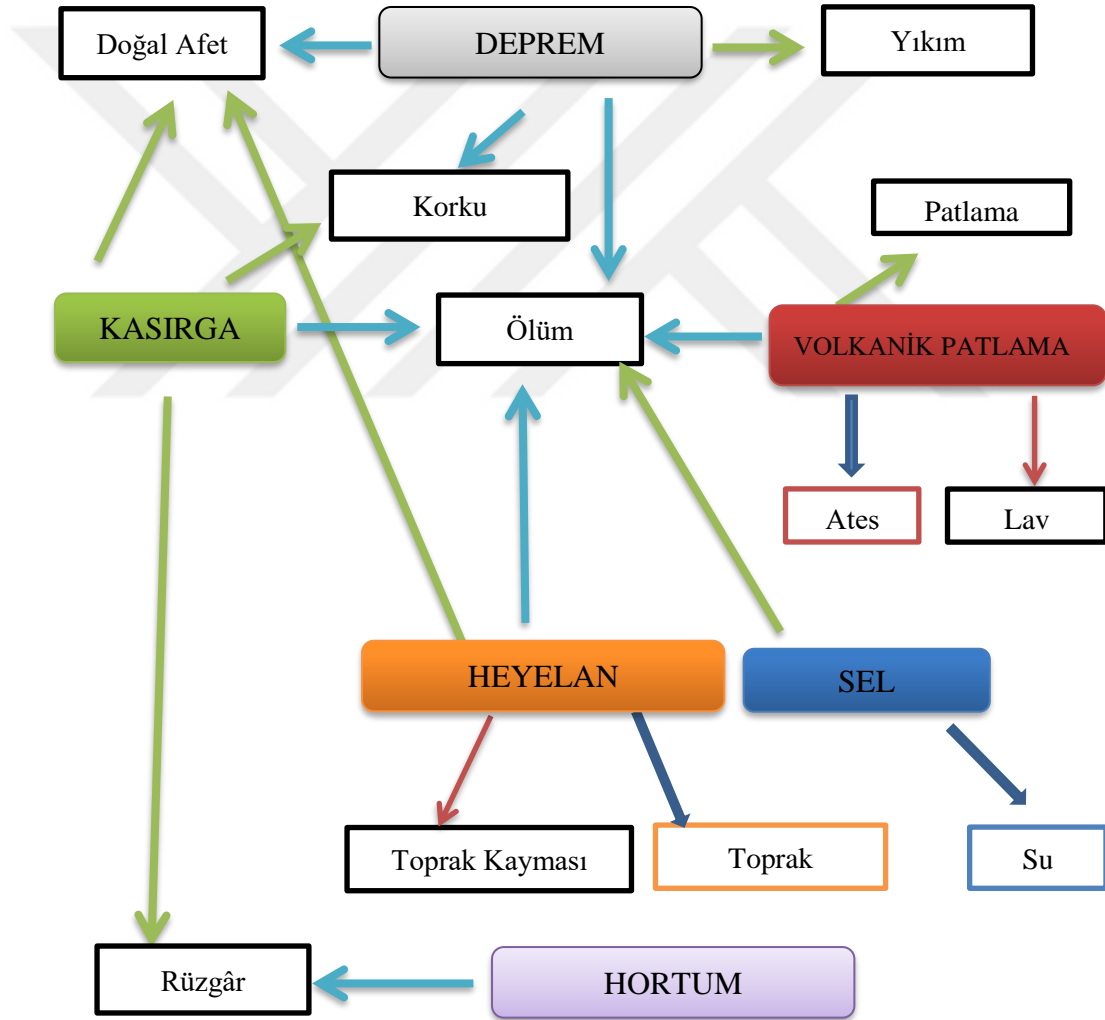 Doğal Afet
DEPREM
Yıkım
Korku
Patlama
KASIRGA
Ölüm
VOLKANİK PATLAMA
Ates
Lav
HEYELAN
SEL
Toprak Kayması
Toprak
Su
Rüzgâr
HORTUM